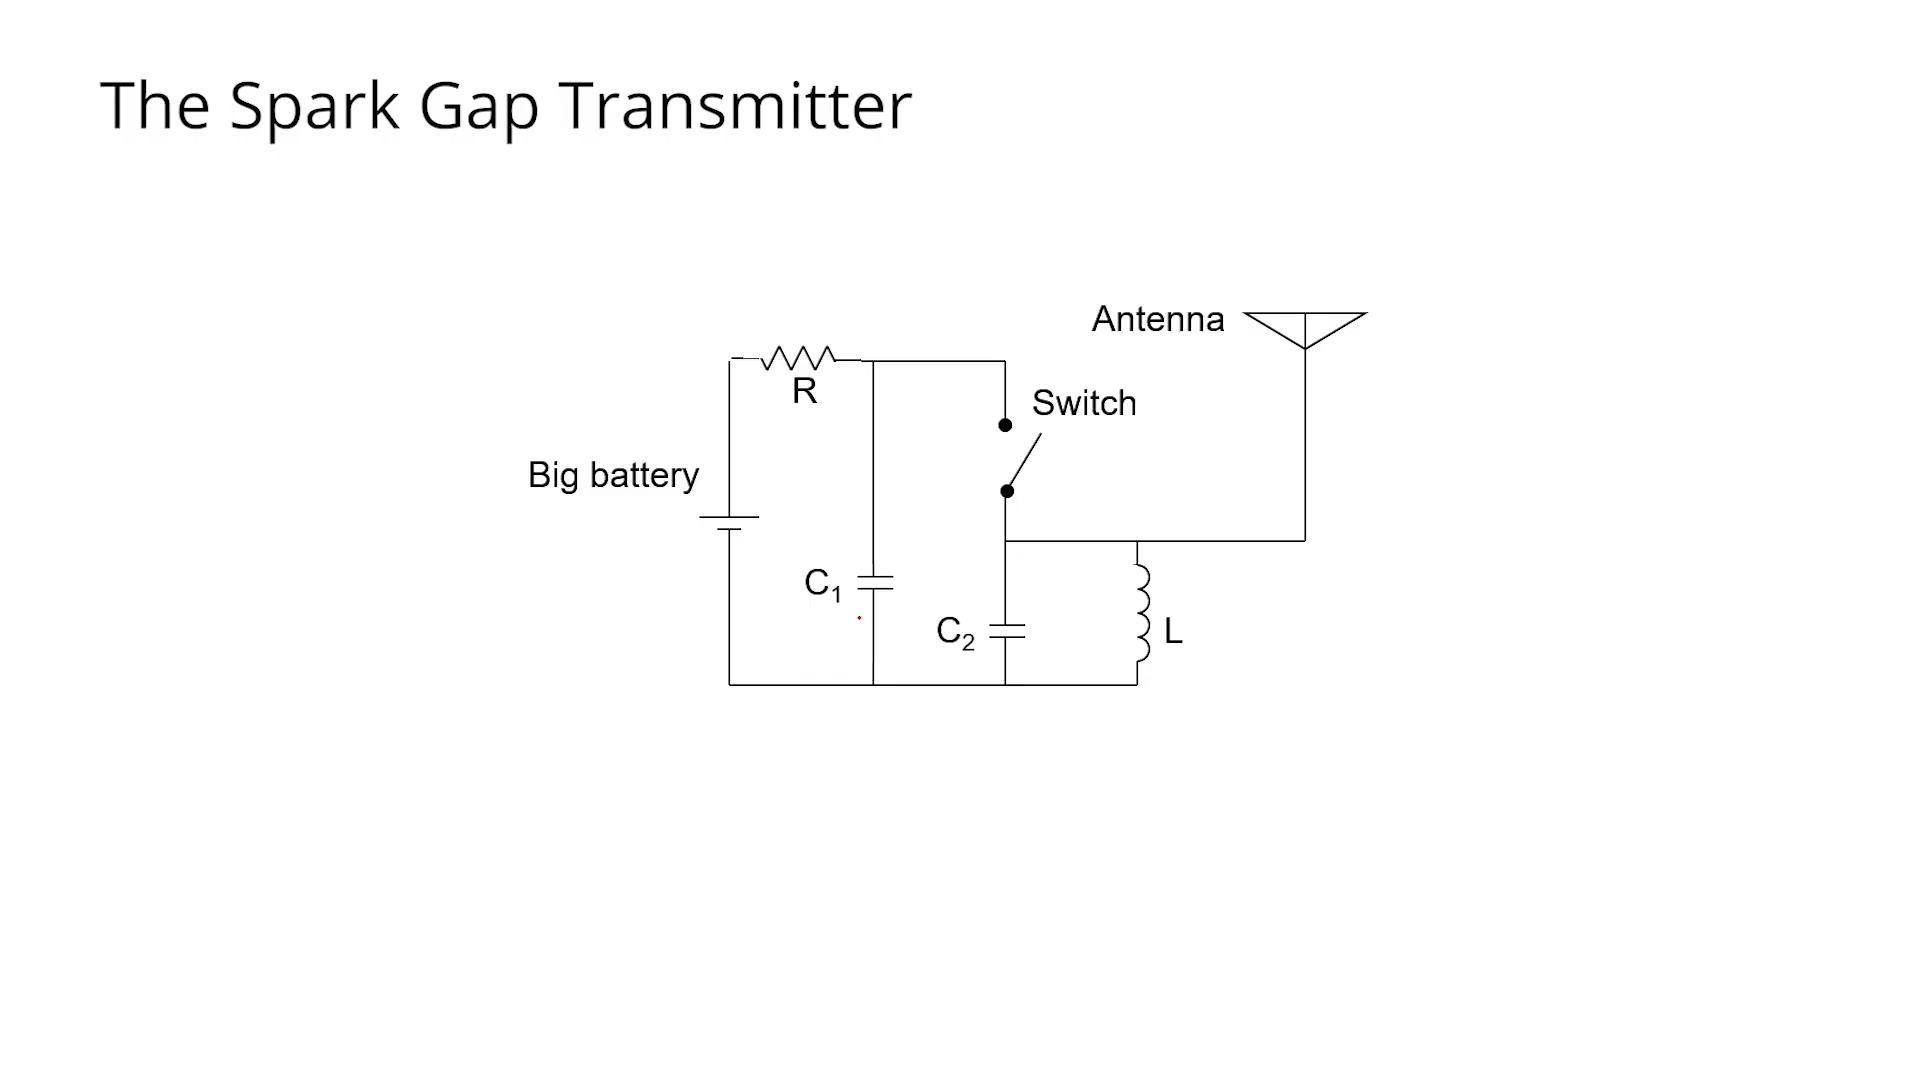 The Spark Gap Transmitter
Antenna
R
Switch
Big battery
C₁
C₂
L